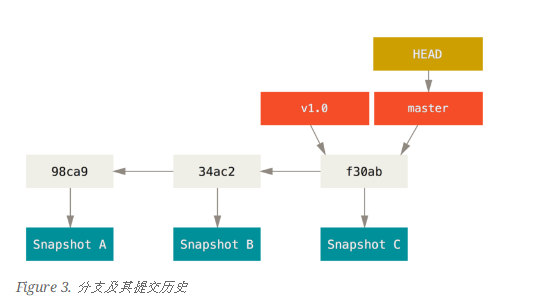 HEAD
v1.0 master
98ca9 34ac2 f30ab
Snapshot A Snapshot B Snapshot C
Figure 3. 分支及其提交历史